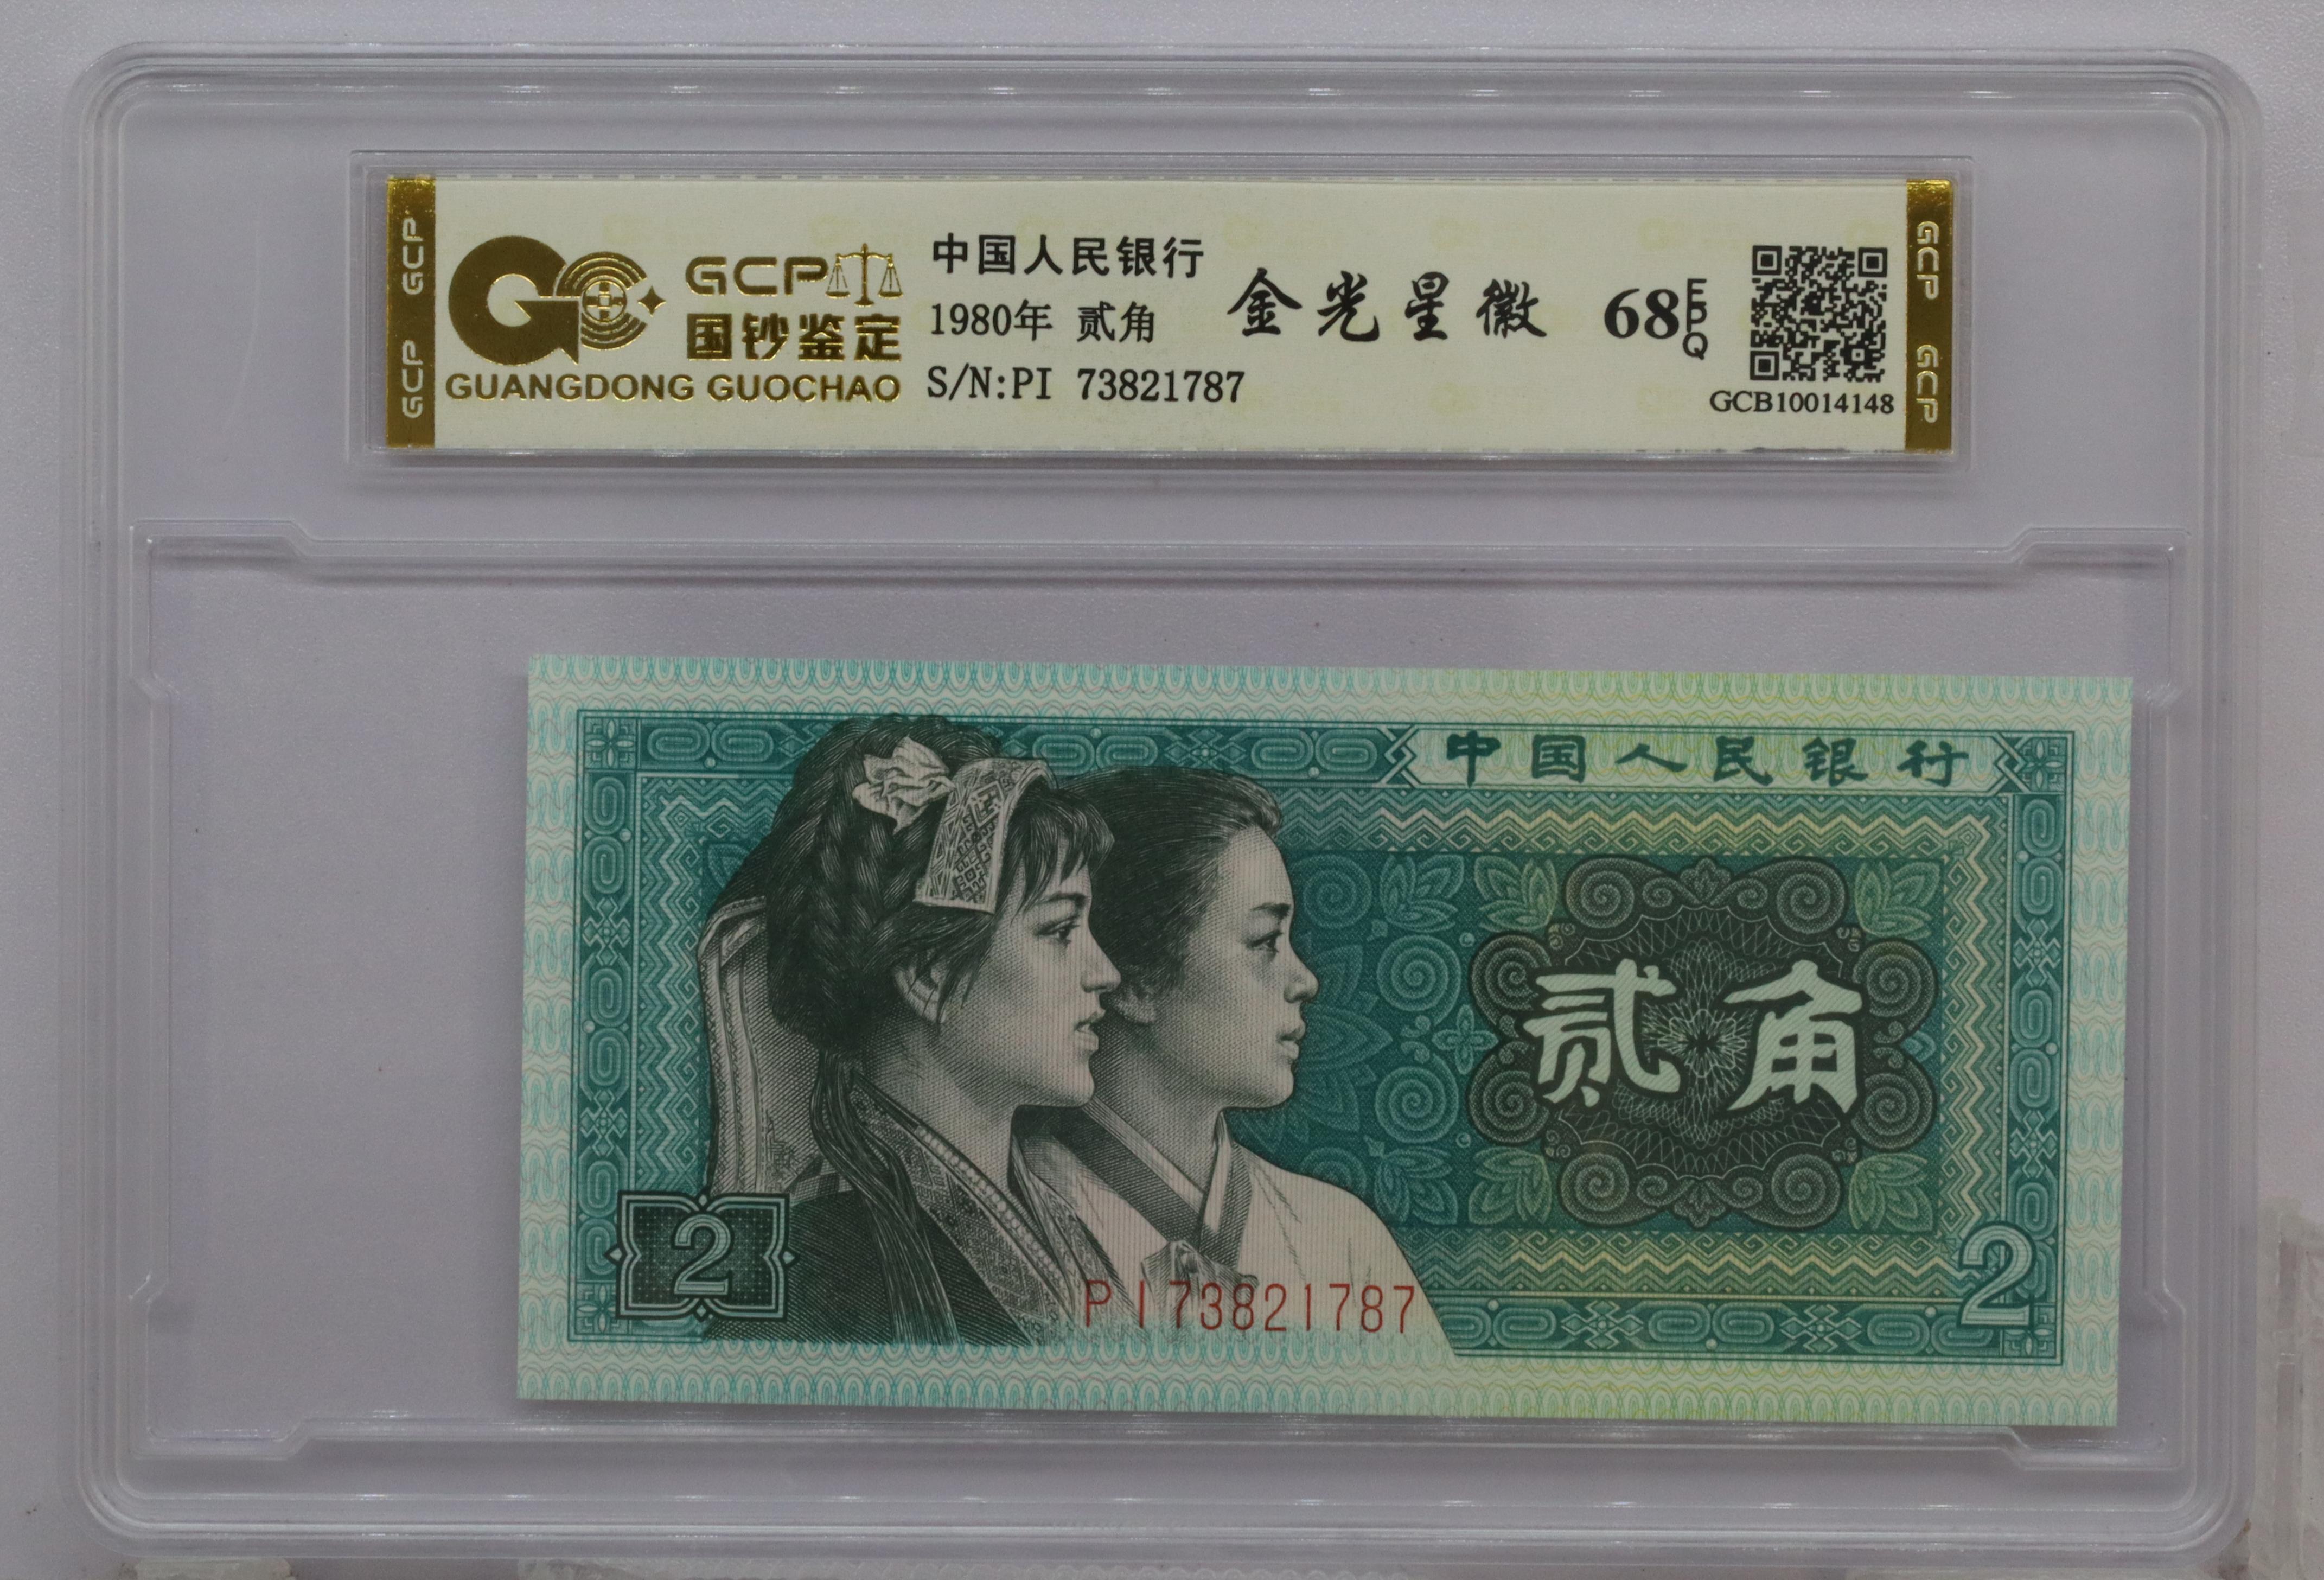 GCP GCP
GCP
国钞鉴定
GUANGDONG GUOCHAO
中国人民银行
1980年 贰角
S/N:PI 73821787
金光星徽
68 EPQ
GCB10014148
GCP GCP
中国人民银行
贰角
2
PI73821787
2